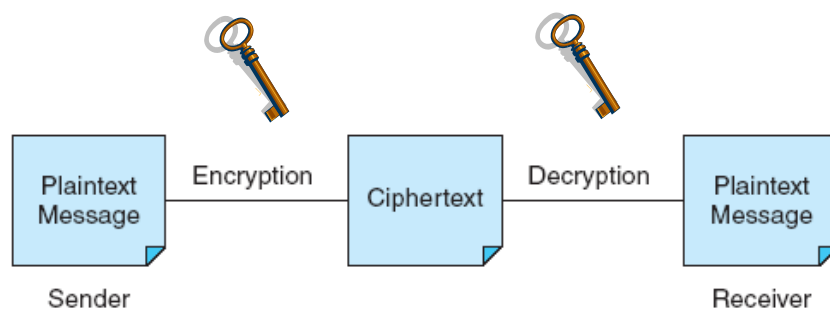 Plaintext
Message
Encryption
Ciphertext
Decryption
Plaintext
Message
Sender
Receiver